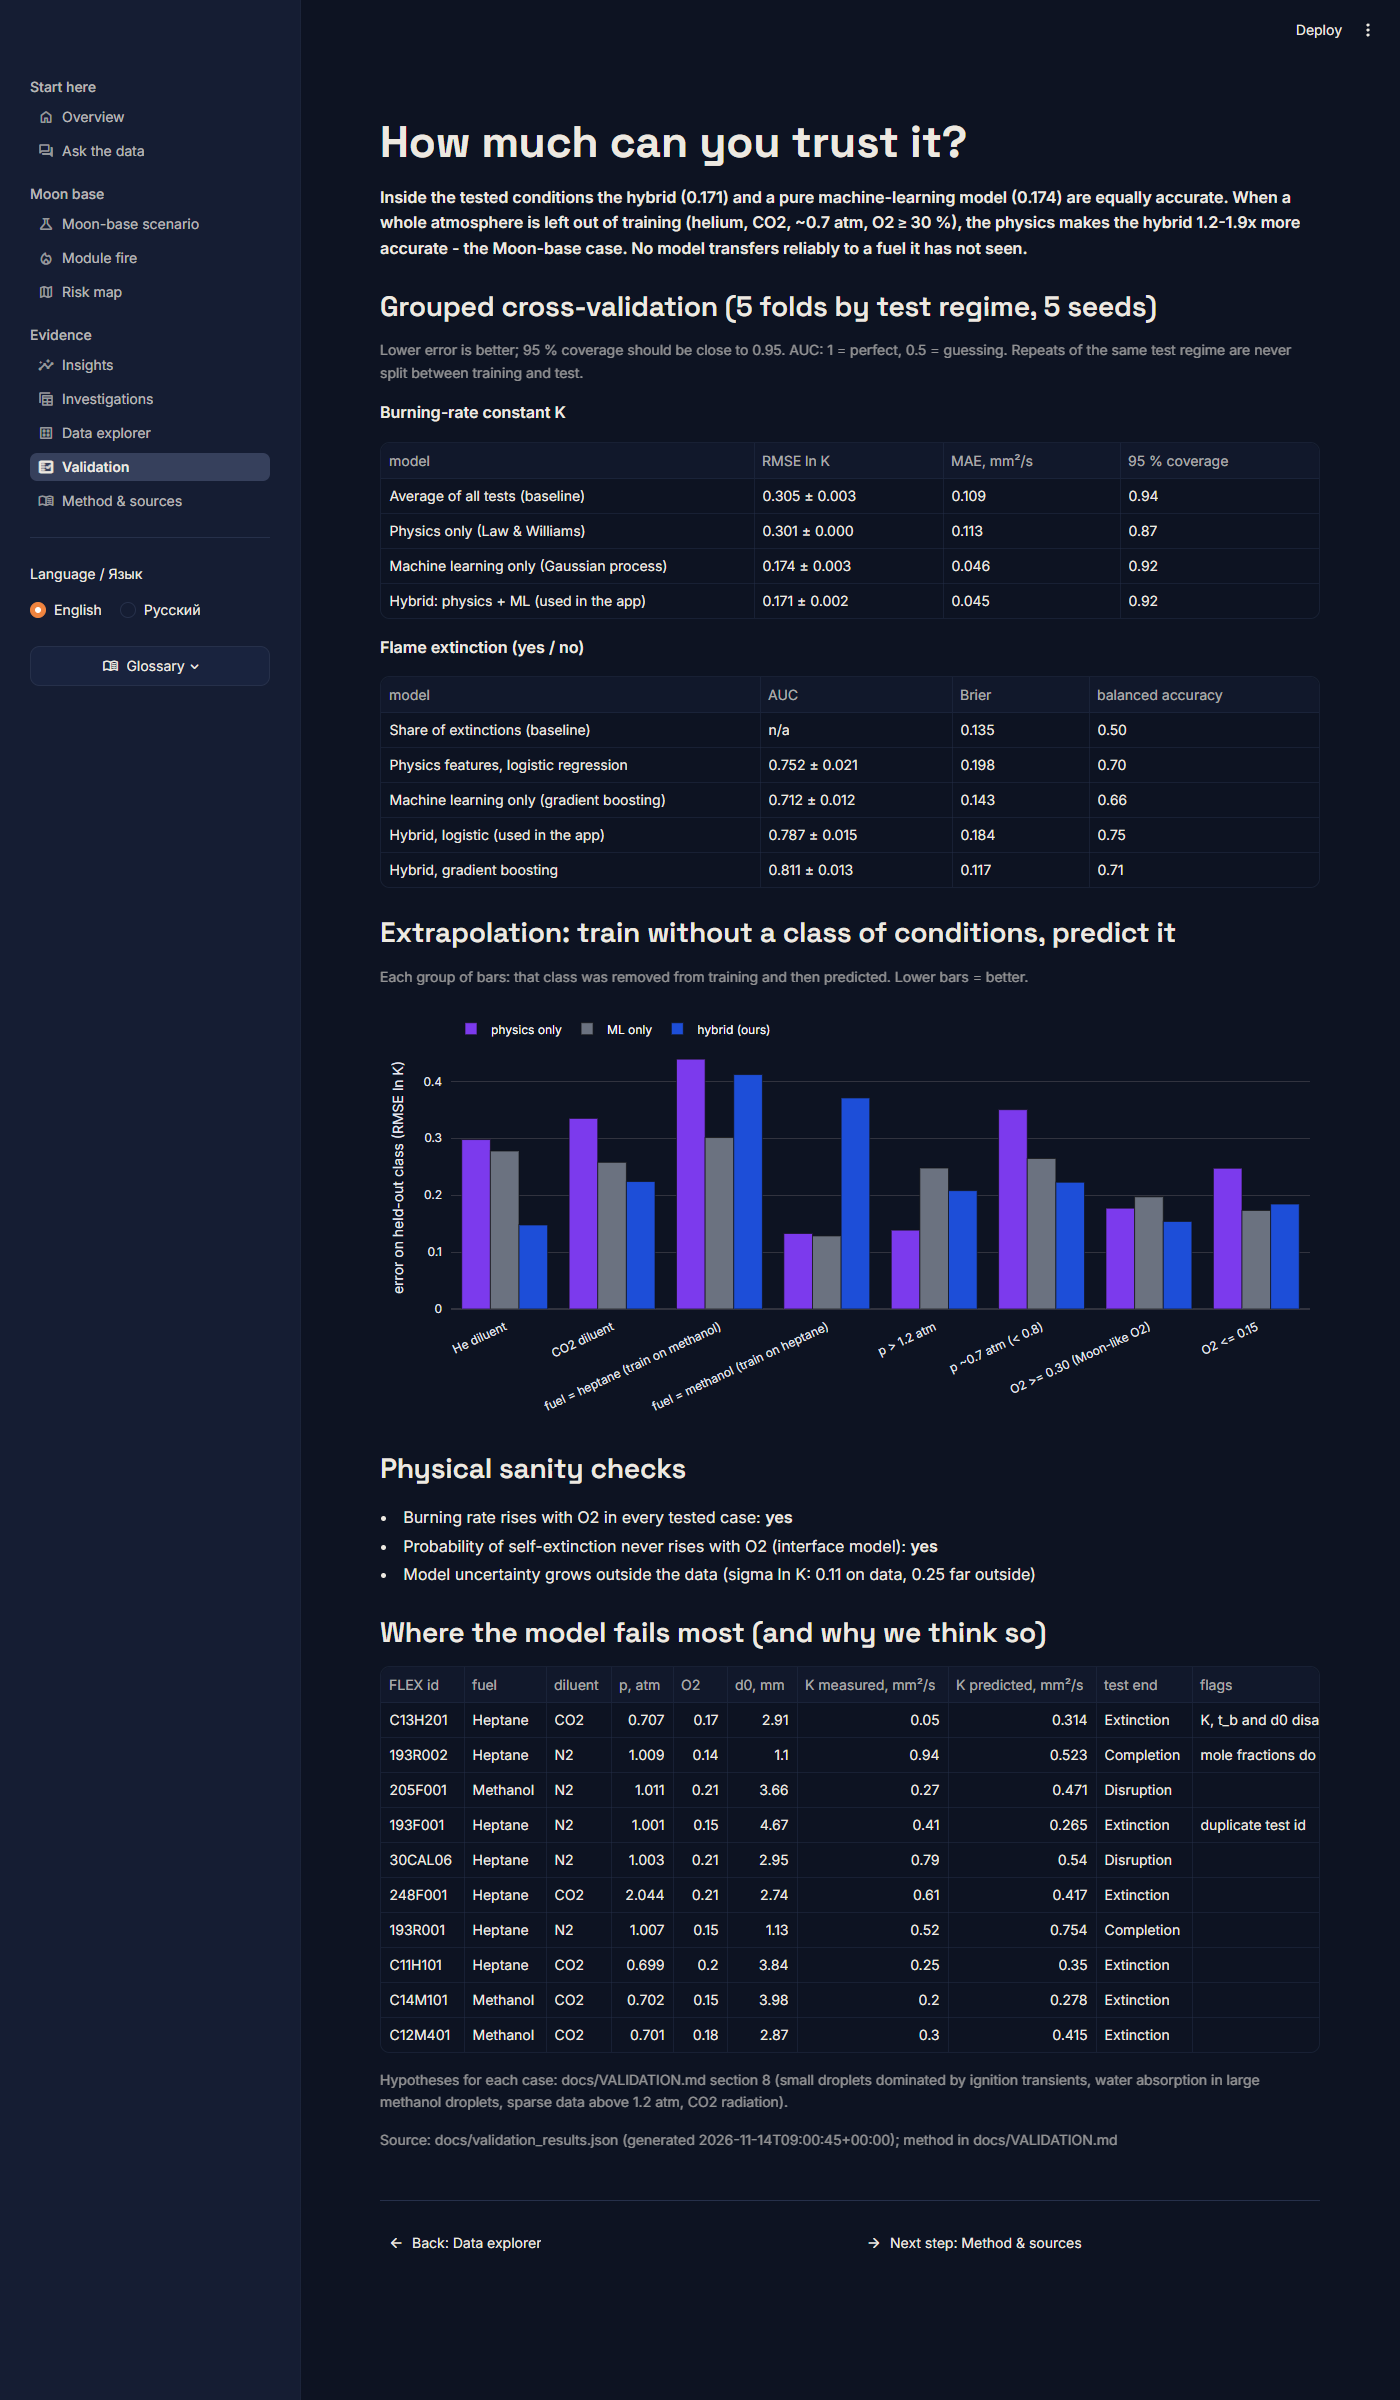 Deploy
Start here
Overview
Ask the data
Moon base
Moon-base scenario
Module fire
Risk map
Evidence
Insights
Investigations
Data explorer
Validation
Method & sources
Language / Язык
English Русский
Glossary
How much can you trust it?
Inside the tested conditions the hybrid (0.171) and a pure machine-learning model (0.174) are equally accurate. When a
whole atmosphere is left out of training (helium, CO2, ~0.7 atm, O2 ≥ 30 %), the physics makes the hybrid 1.2-1.9x more
accurate - the Moon-base case. No model transfers reliably to a fuel it has not seen.
Grouped cross-validation (5 folds by test regime, 5 seeds)
Lower error is better; 95 % coverage should be close to 0.95. AUC: 1 = perfect, 0.5 = guessing. Repeats of the same test regime are never
split between training and test.
Burning-rate constant K
model RMSE ln K MAE, mm²/s 95 % coverage
Average of all tests (baseline) 0.305 ± 0.003 0.109 0.94
Physics only (Law & Williams) 0.301 ± 0.000 0.113 0.87
Machine learning only (Gaussian process) 0.174 ± 0.003 0.046 0.92
Hybrid: physics + ML (used in the app) 0.171 ± 0.002 0.045 0.92
Flame extinction (yes / no)
model AUC Brier balanced accuracy
Share of extinctions (baseline) n/a 0.135 0.50
Physics features, logistic regression 0.752 ± 0.021 0.198 0.70
Machine learning only (gradient boosting) 0.712 ± 0.012 0.143 0.66
Hybrid, logistic (used in the app) 0.787 ± 0.015 0.184 0.75
Hybrid, gradient boosting 0.811 ± 0.013 0.117 0.71
Extrapolation: train without a class of conditions, predict it
Each group of bars: that class was removed from training and then predicted. Lower bars = better.
physics only ML only hybrid (ours)
error on held-out class (RMSE ln K)
0.4
0.3
0.2
0.1
0
He diluent
CO2 diluent
fuel = heptane (train on methanol)
fuel = methanol (train on heptane)
p > 1.2 atm
p ~0.7 atm (< 0.8)
O2 >= 0.30 (Moon-like O2)
O2 <= 0.15
Physical sanity checks
• Burning rate rises with O2 in every tested case: yes
• Probability of self-extinction never rises with O2 (interface model): yes
• Model uncertainty grows outside the data (sigma ln K: 0.11 on data, 0.25 far outside)
Where the model fails most (and why we think so)
FLEX id fuel diluent p, atm O2 d0, mm K measured, mm²/s K predicted, mm²/s test end flags
C13H201 Heptane CO2 0.707 0.17 2.91 0.05 0.314 Extinction K, t_b and d0 disa
193R002 Heptane N2 1.009 0.14 1.1 0.94 0.523 Completion mole fractions do
205F001 Methanol N2 1.011 0.21 3.66 0.27 0.471 Disruption
193F001 Heptane N2 1.001 0.15 4.67 0.41 0.265 Extinction duplicate test id
30CAL06 Heptane N2 1.003 0.21 2.95 0.79 0.54 Disruption
248F001 Heptane CO2 2.044 0.21 2.74 0.61 0.417 Extinction
193R001 Heptane N2 1.007 0.15 1.13 0.52 0.754 Completion
C11H101 Heptane CO2 0.699 0.2 3.84 0.25 0.35 Extinction
C14M101 Methanol CO2 0.702 0.15 3.98 0.2 0.278 Extinction
C12M401 Methanol CO2 0.701 0.18 2.87 0.3 0.415 Extinction
Hypotheses for each case: docs/VALIDATION.md section 8 (small droplets dominated by ignition transients, water absorption in large
methanol droplets, sparse data above 1.2 atm, CO2 radiation).
Source: docs/validation_results.json (generated 2026-11-14T09:00:45+00:00); method in docs/VALIDATION.md
← Back: Data explorer → Next step: Method & sources